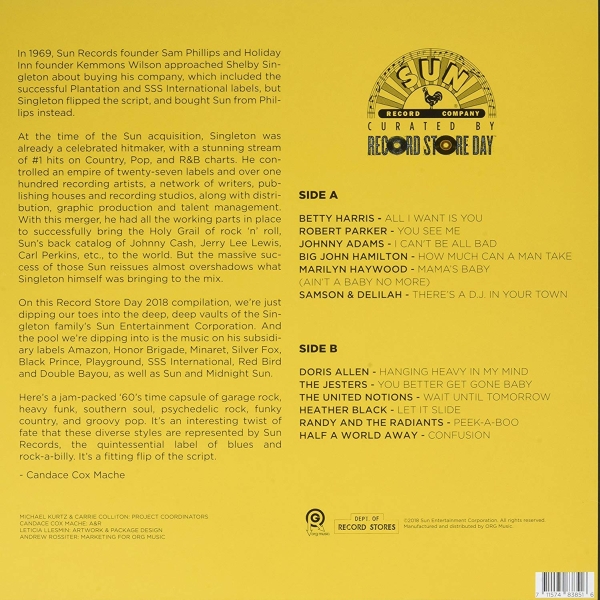 In 1969, Sun Records founder Sam Phillips and Holiday
Inn founder Kemmons Wilson approached Shelby Sin-
gleton about buying his company, which included the
successful Plantation and SSS International labels, but
Singleton flipped the script, and bought Sun from Phil-
lips instead.
At the time of the Sun acquisition, Singleton was
already a celebrated hitmaker, with a stunning stream
of #1 hits on Country, Pop, and R&B charts. He con-
trolled an empire of twenty-seven labels and over one
hundred recording artists, a network of writers, pub-
lishing houses and recording studios, along with distri-
bution, graphic production and talent management.
With this merger, he had all the working parts in place
to successfully bring the Holy Grail of rock 'n' roll,
Sun's back catalog of Johnny Cash, Jerry Lee Lewis,
Carl Perkins, etc., to the world. But the massive suc-
cess of those Sun reissues almost overshadows what
Singleton himself was bringing to the mix.
On this Record Store Day 2018 compilation, we're just
dipping our toes into the deep, deep vaults of the Sin-
gleton family's Sun Entertainment Corporation. And
the pool we're dipping into is the music on his subsidi-
ary labels Amazon, Honor Brigade, Minaret, Silver Fox,
Black Prince, Playground, SSS International, Red Bird
and Double Bayou, as well as Sun and Midnight Sun.
Here's a jam-packed '60's time capsule of garage rock,
heavy funk, southern soul, psychedelic rock, funky
country, and groovy pop. It's an interesting twist of
fate that these diverse styles are represented by Sun
Records, the quintessential label of blues and
rock-a-billy. It's a fitting flip of the script.
- Candace Cox Mache
MICHAEL KURTZ & CARRIE COLLITON: PROJECT COORDINATORS
CANDACE COX MACHE: A&R
LETICIA LLESMIN: ARTWORX & PACKAGE DESIGN
ANDREW ROSSITER: MARKETING FOR ORG MUSIC
SUN
RECORD COMPANY
CURATED BY
RECORD STORE DAY
SIDE A
BETTY HARRIS - ALL I WANT IS YOU
ROBERT PARKER - YOU SEE ME
JOHNNY ADAMS - I CAN'T BE ALL BAD
BIG JOHN HAMILTON - HOW MUCH CAN A MAN TAKE
MARILYN HAYWOOD - MAMA'S BABY
(AIN'T A BABY NO MORE)
SAMSON & DELILAH - THERE'S A D.J. IN YOUR TOWN
SIDE B
DORIS ALLEN - HANGING HEAVY IN MY MIND
THE JESTERS - YOU BETTER GET GONE BABY
THE UNITED NOTIONS - WAIT UNTIL TOMORROW
HEATHER BLACK - LET IT SLIDE
RANDY AND THE RADIANTS - PEEK-A-BOO
HALF A WORLD AWAY - CONFUSION
org music
DEPT. OF
RECORD STORES
©2018 Sun Entertainment Corporation. All rights reserved.
Manufactured and distributed by ORG Music.
7 11574 83851 6